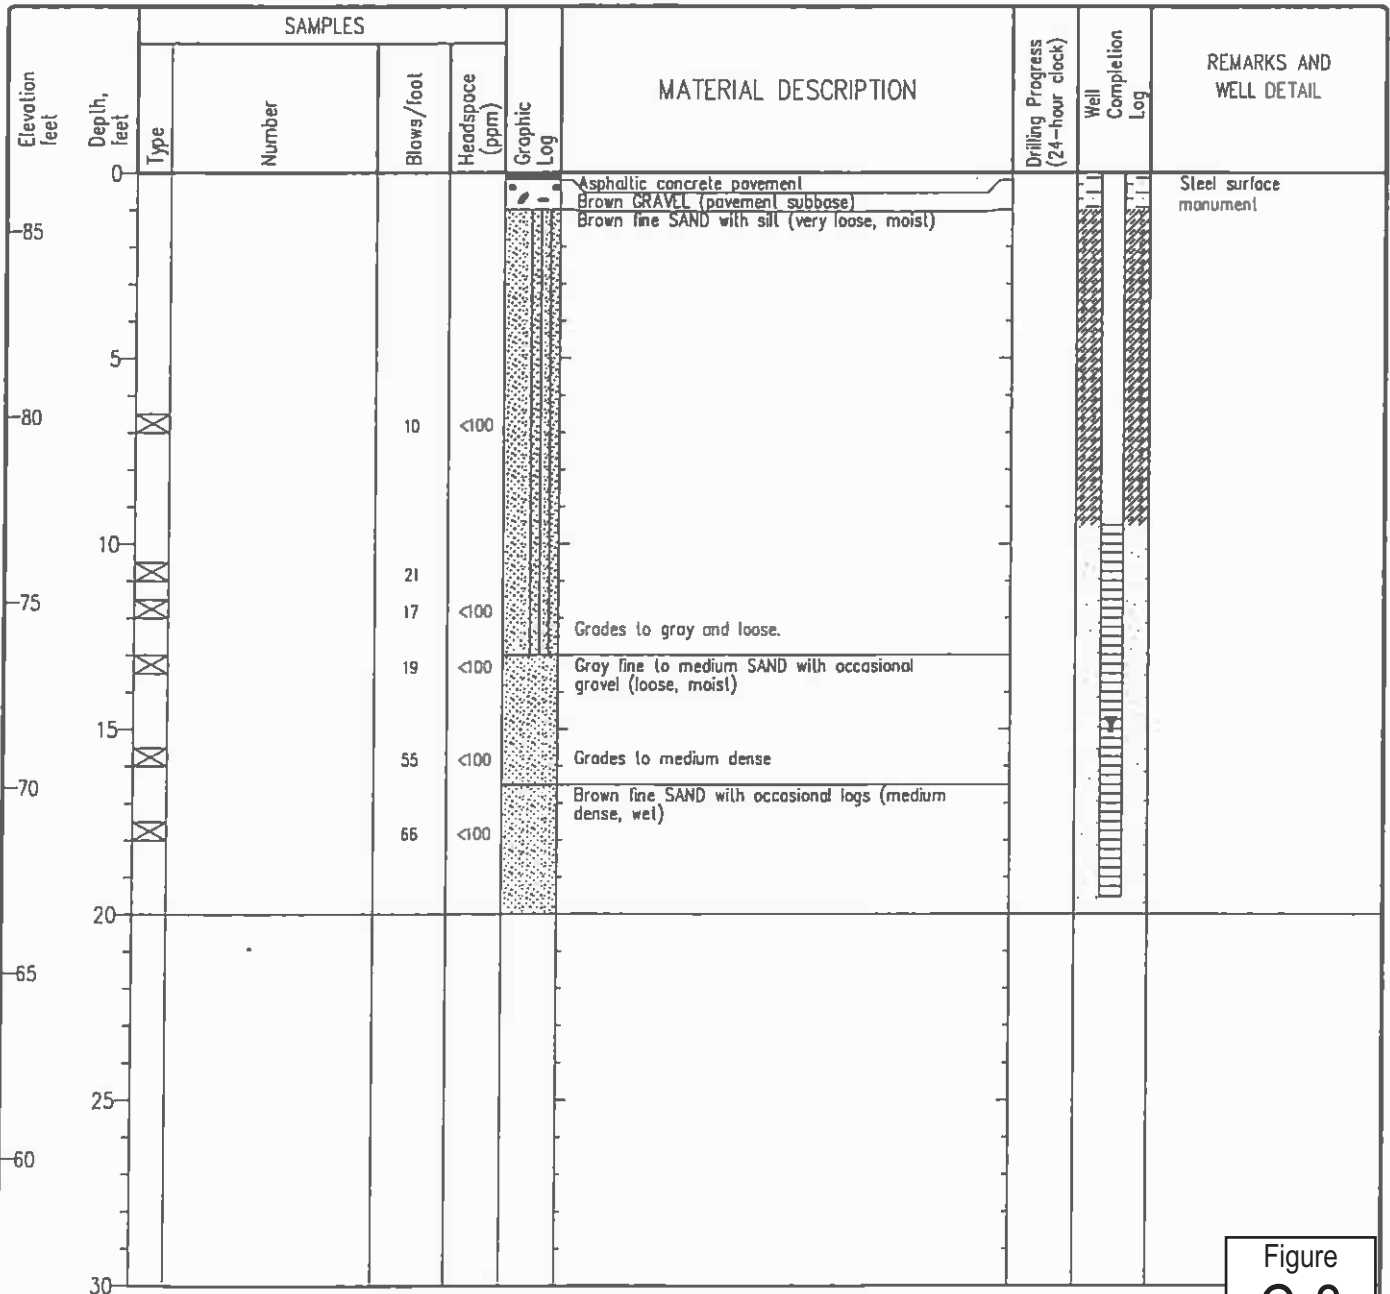 SAMPLES
Elevation
feet
Depth,
feet
Type
Number
Blows/foot
Headspace
(ppm)
Graphic
Log
MATERIAL DESCRIPTION
Drilling Progress
(24-hour clock)
Well
Completion
Log
REMARKS AND
WELL DETAIL
0
Asphaltic concrete pavement
Steel surface
monument
Brown GRAVEL (pavement subbase)
Brown fine SAND with silt (very loose, moist)
85
5
80
10 <100
10
21
75
17 <100
Grades to gray and loose.
19 <100
Gray fine to medium SAND with occasional
gravel (loose, moist)
15
55 <100
Grades to medium dense
70
Brown fine SAND with occasional logs (medium
dense, wet)
66 <100
20
65
25
60
30
Figure